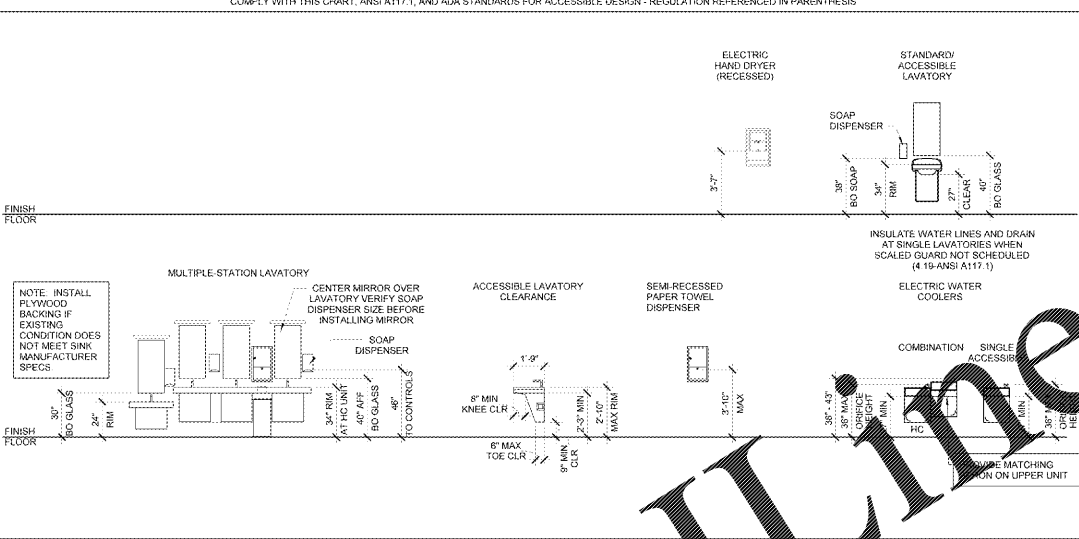 COMPLY WITH THIS CHART, ANSI A117.1, AND ADA STANDARDS FOR ACCESSIBLE DESIGN - REGULATION REFERENCED IN PARENTHESIS
ELECTRIC
HAND DRYER
(RECESSED)
STANDARD/
ACCESSIBLE
LAVATORY
SOAP
DISPENSER
3'-7"
38"
BO SOAP
34"
RIM
27"
CLEAR
40"
BO GLASS
FINISH
FLOOR
INSULATE WATER LINES AND DRAIN
AT SINGLE LAVATORIES WHEN
SCALED GUARD NOT SCHEDULED
(4.19-ANSI A117.1)
MULTIPLE-STATION LAVATORY
NOTE: INSTALL
PLYWOOD
BACKING IF
EXISTING
CONDITION DOES
NOT MEET SINK
MANUFACTURER
SPECS.
CENTER MIRROR OVER
LAVATORY VERIFY SOAP
DISPENSER SIZE BEFORE
INSTALLING MIRROR
SOAP
DISPENSER
30"
BO GLASS
24"
RIM
34" RIM
AT HC UNIT
40" AFF
BO GLASS
46"
TO CONTROLS
ACCESSIBLE LAVATORY
CLEARANCE
1'-9"
8" MIN
KNEE CLR
6" MAX
TOE CLR
9" MIN
CLR
2'-3" MIN
2'-10"
MAX RIM
SEMI-RECESSED
PAPER TOWEL
DISPENSER
3'-10"
MAX
ELECTRIC WATER
COOLERS
COMBINATION
SINGLE
36" MAX
MIN
HC
MIN
FINISH
FLOOR
MATCHING
ON UPPER UNIT